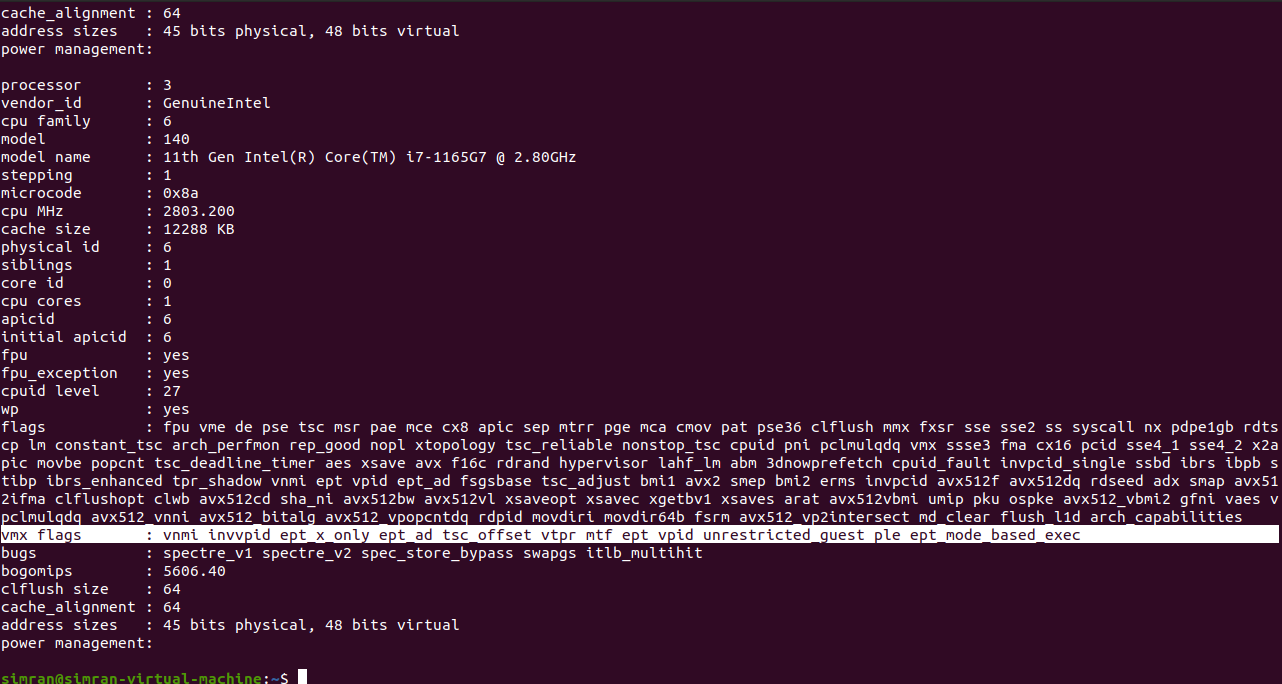 cache_alignment : 64
address sizes   : 45 bits physical, 48 bits virtual
power management:

processor       : 3
vendor_id       : GenuineIntel
cpu family      : 6
model           : 140
model name      : 11th Gen Intel(R) Core(TM) i7-1165G7 @ 2.80GHz
stepping        : 1
microcode       : 0x8a
cpu MHz         : 2803.200
cache size      : 12288 KB
physical id     : 6
siblings        : 1
core id         : 0
cpu cores       : 1
apicid          : 6
initial apicid  : 6
fpu             : yes
fpu_exception   : yes
cpuid level     : 27
wp              : yes
flags           : fpu vme de pse tsc msr pae mce cx8 apic sep mtrr pge mca cmov pat pse36 clflush mmx fxsr sse sse2 ss syscall nx pdpe1gb rdts
cp lm constant_tsc arch_perfmon rep_good nopl xtopology tsc_reliable nonstop_tsc cpuid pni pclmulqdq vmx ssse3 fma cx16 pcid sse4_1 sse4_2 x2a
pic movbe popcnt tsc_deadline_timer aes xsave avx f16c rdrand hypervisor lahf_lm abm 3dnowprefetch cpuid_fault invpcid_single ssbd ibrs ibpb s
tibp ibrs_enhanced tpr_shadow vnmi ept vpid ept_ad fsgsbase tsc_adjust bmi1 avx2 smep bmi2 erms invpcid avx512f avx512dq rdseed adx smap avx51
2ifma clflushopt clwb avx512cd sha_ni avx512bw avx512vl xsaveopt xsavec xgetbv1 xsaves arat avx512vbmi umip pku ospke avx512_vbmi2 gfni vaes v
pclmulqdq avx512_vnni avx512_bitalg avx512_vpopcntdq rdpid movdiri movdir64b fsrm avx512_vp2intersect md_clear flush_l1d arch_capabilities
vmx flags       : vnmi invvpid ept_x_only ept_ad tsc_offset vtpr mtf ept vpid unrestricted_guest ple ept_mode_based_exec
bugs            : spectre_v1 spectre_v2 spec_store_bypass swapgs itlb_multihit
bogomips        : 5606.40
clflush size    : 64
cache_alignment : 64
address sizes   : 45 bits physical, 48 bits virtual
power management:

simran@simran-virtual-machine:~$